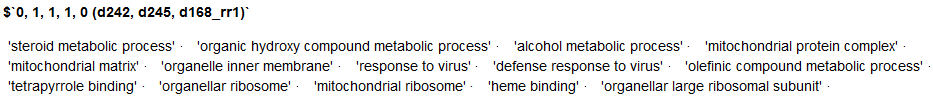 $`0, 1, 1, 1, 0 (d242, d245, d168_rr1)`
'steroid metabolic process' · 'organic hydroxy compound metabolic process' · 'alcohol metabolic process' · 'mitochondrial protein complex' ·
'mitochondrial matrix' · 'organelle inner membrane' · 'response to virus' · 'defense response to virus' · 'olefinic compound metabolic process' ·
'tetrapyrrole binding' · 'organellar ribosome' · 'mitochondrial ribosome' · 'heme binding' · 'organellar large ribosomal subunit' ·